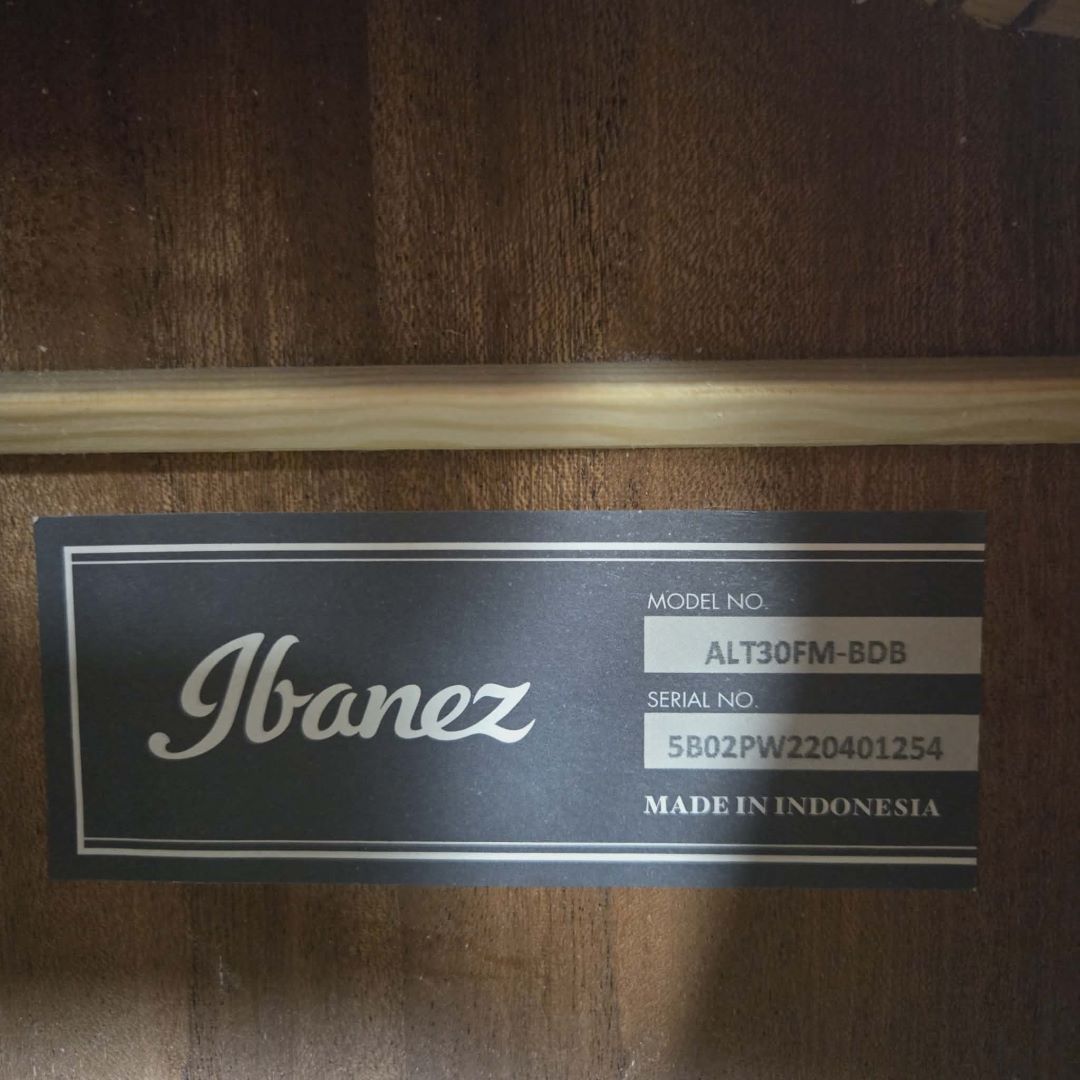 Ibanez
MODEL NO.
ALT30FM-BDB
SERIAL NO.
5B02PW220401254
MADE IN INDONESIA